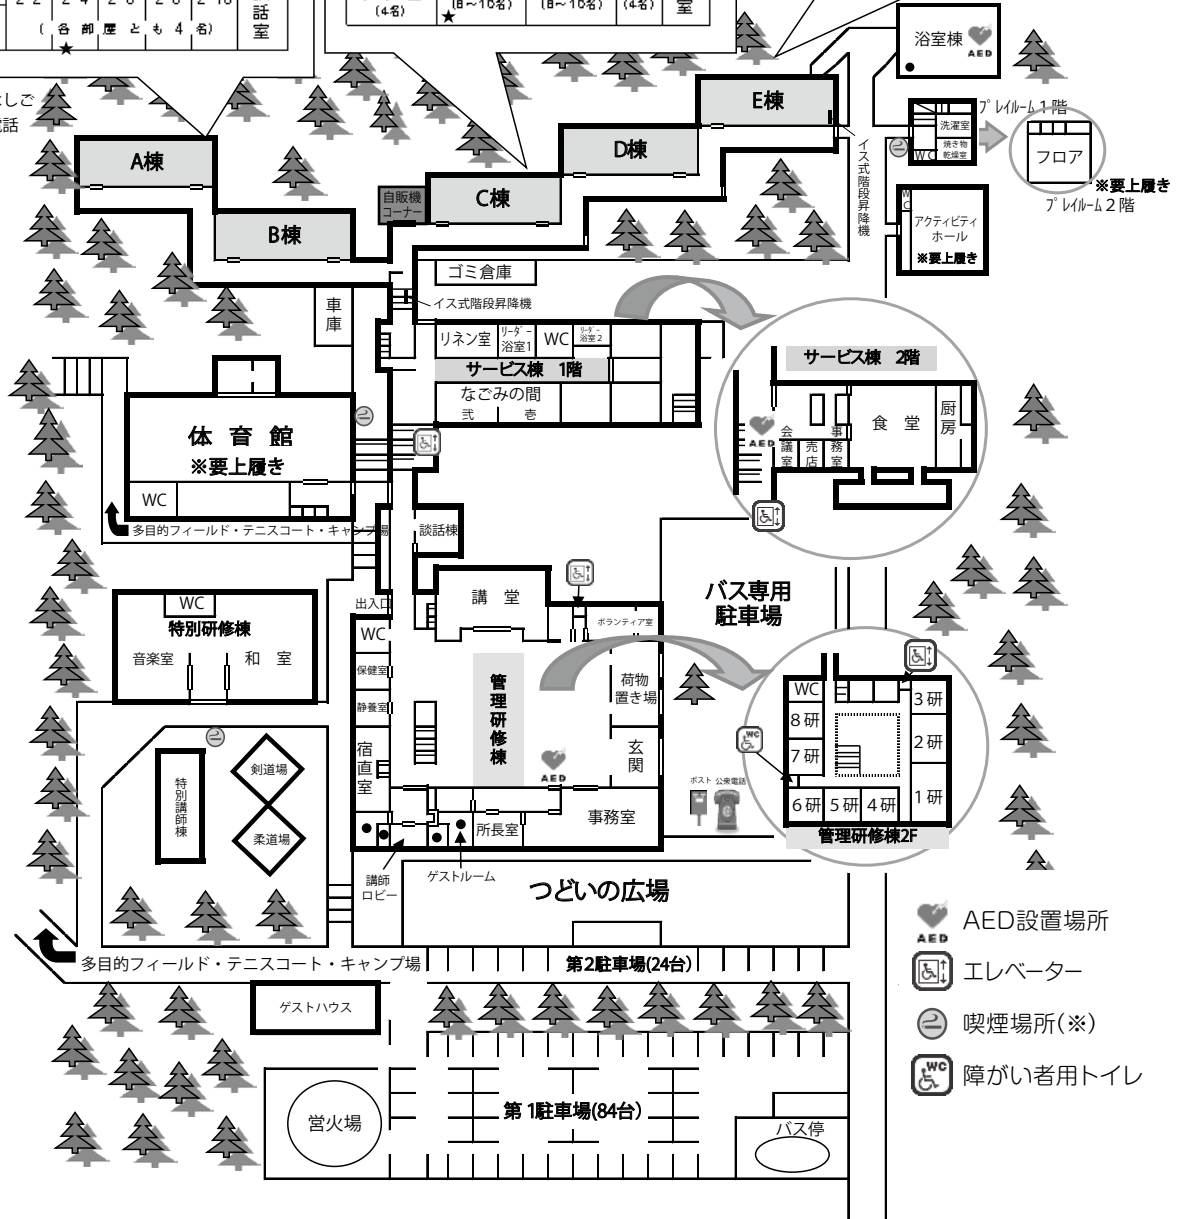 話
室
(各部屋とも4名)
★
(4名)
(8~10名)
(8~10名)
(4名)
室
★
浴室棟
AED
しご
電話
E棟
D棟
C棟
A棟
B棟
自販機
コーナー
イス式階段昇降機
プレイルーム1階
洗濯室
焼き物
乾燥室
WC
フロア
※要上履き
プレイルーム2階
WC
アクティビティ
ホール
※要上履き
ゴミ倉庫
イス式階段昇降機
車庫
リネン室
リーダー
浴室1
WC
リーダー
浴室2
サービス棟 1階
なごみの間
弐 壱
サービス棟 2階
AED
会議室
売店
事務室
食堂
厨房
体育館
※要上履き
WC
多目的フィールド・テニスコート・キャンプ場
談話棟
バス専用
駐車場
講堂
ボランティア室
出入口
WC
保健室
静養室
宿直室
管理研修棟
荷物
置き場
玄関
AED
事務室
所長室
講師
ロビー
ゲストルーム
WC
特別研修棟
音楽室
和室
特別講師棟
剣道場
柔道場
WC
8研
7研
6研
5研
4研
3研
2研
1研
管理研修棟2F
WC
ポスト
公衆電話
つどいの広場
多目的フィールド・テニスコート・キャンプ場
第2駐車場(24台)
ゲストハウス
営火場
第1駐車場(84台)
バス停
AED
AED設置場所
エレベーター
喫煙場所(※)
WC
障がい者用トイレ